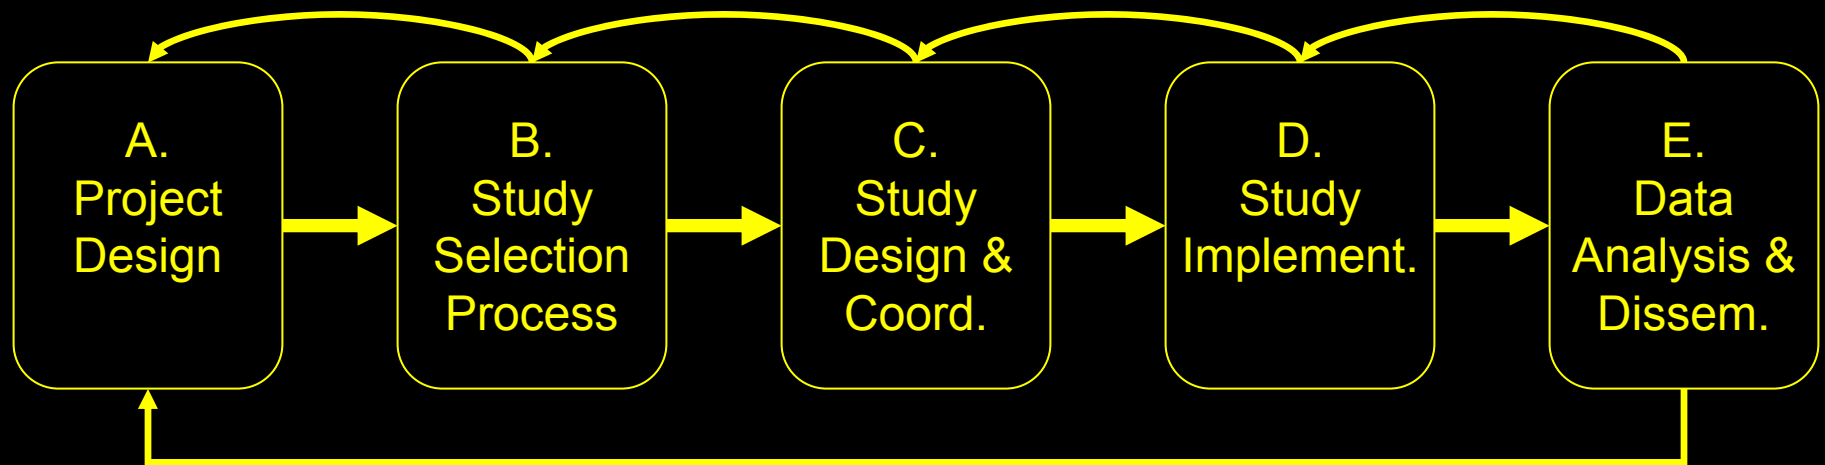 A.
Project
Design
B.
Study
Selection
Process
C.
Study
Design &
Coord.
D.
Study
Implement.
E.
Data
Analysis &
Dissem.